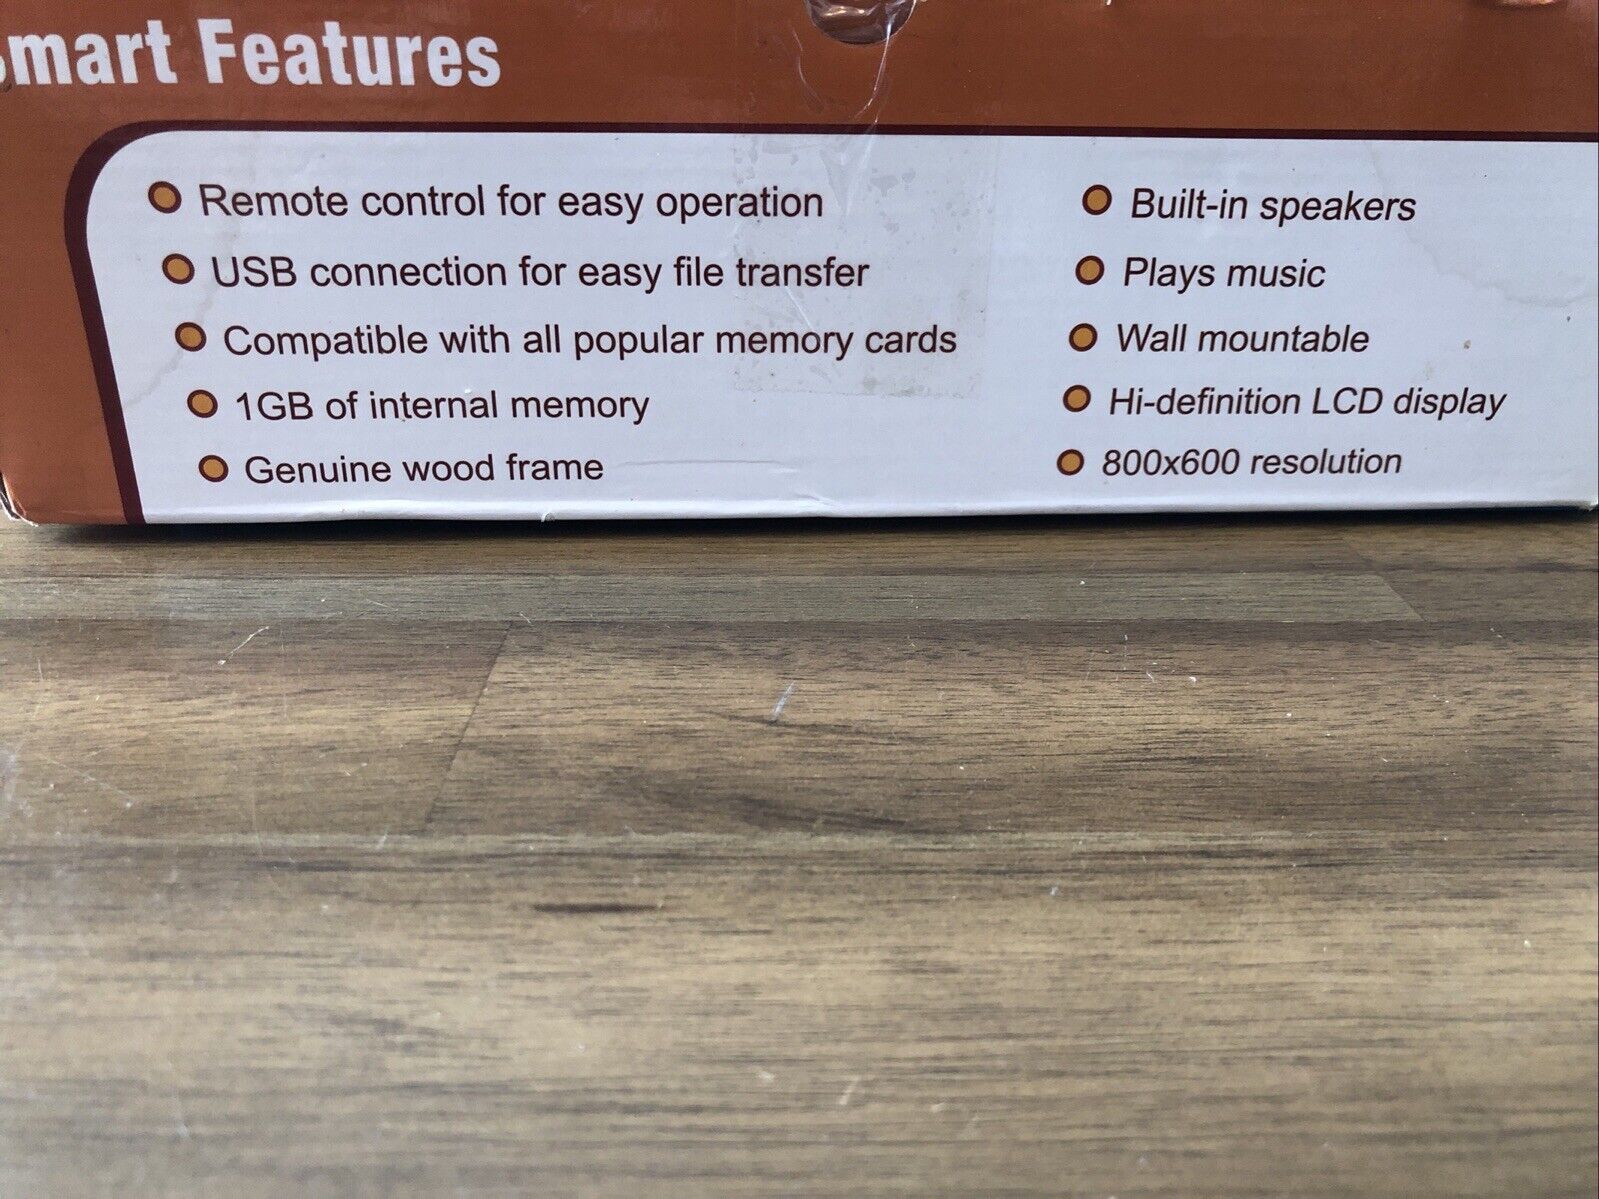 Smart Features
Remote control for easy operation
USB connection for easy file transfer
Compatible with all popular memory cards
1GB of internal memory
Genuine wood frame
Built-in speakers
Plays music
Wall mountable
Hi-definition LCD display
800x600 resolution